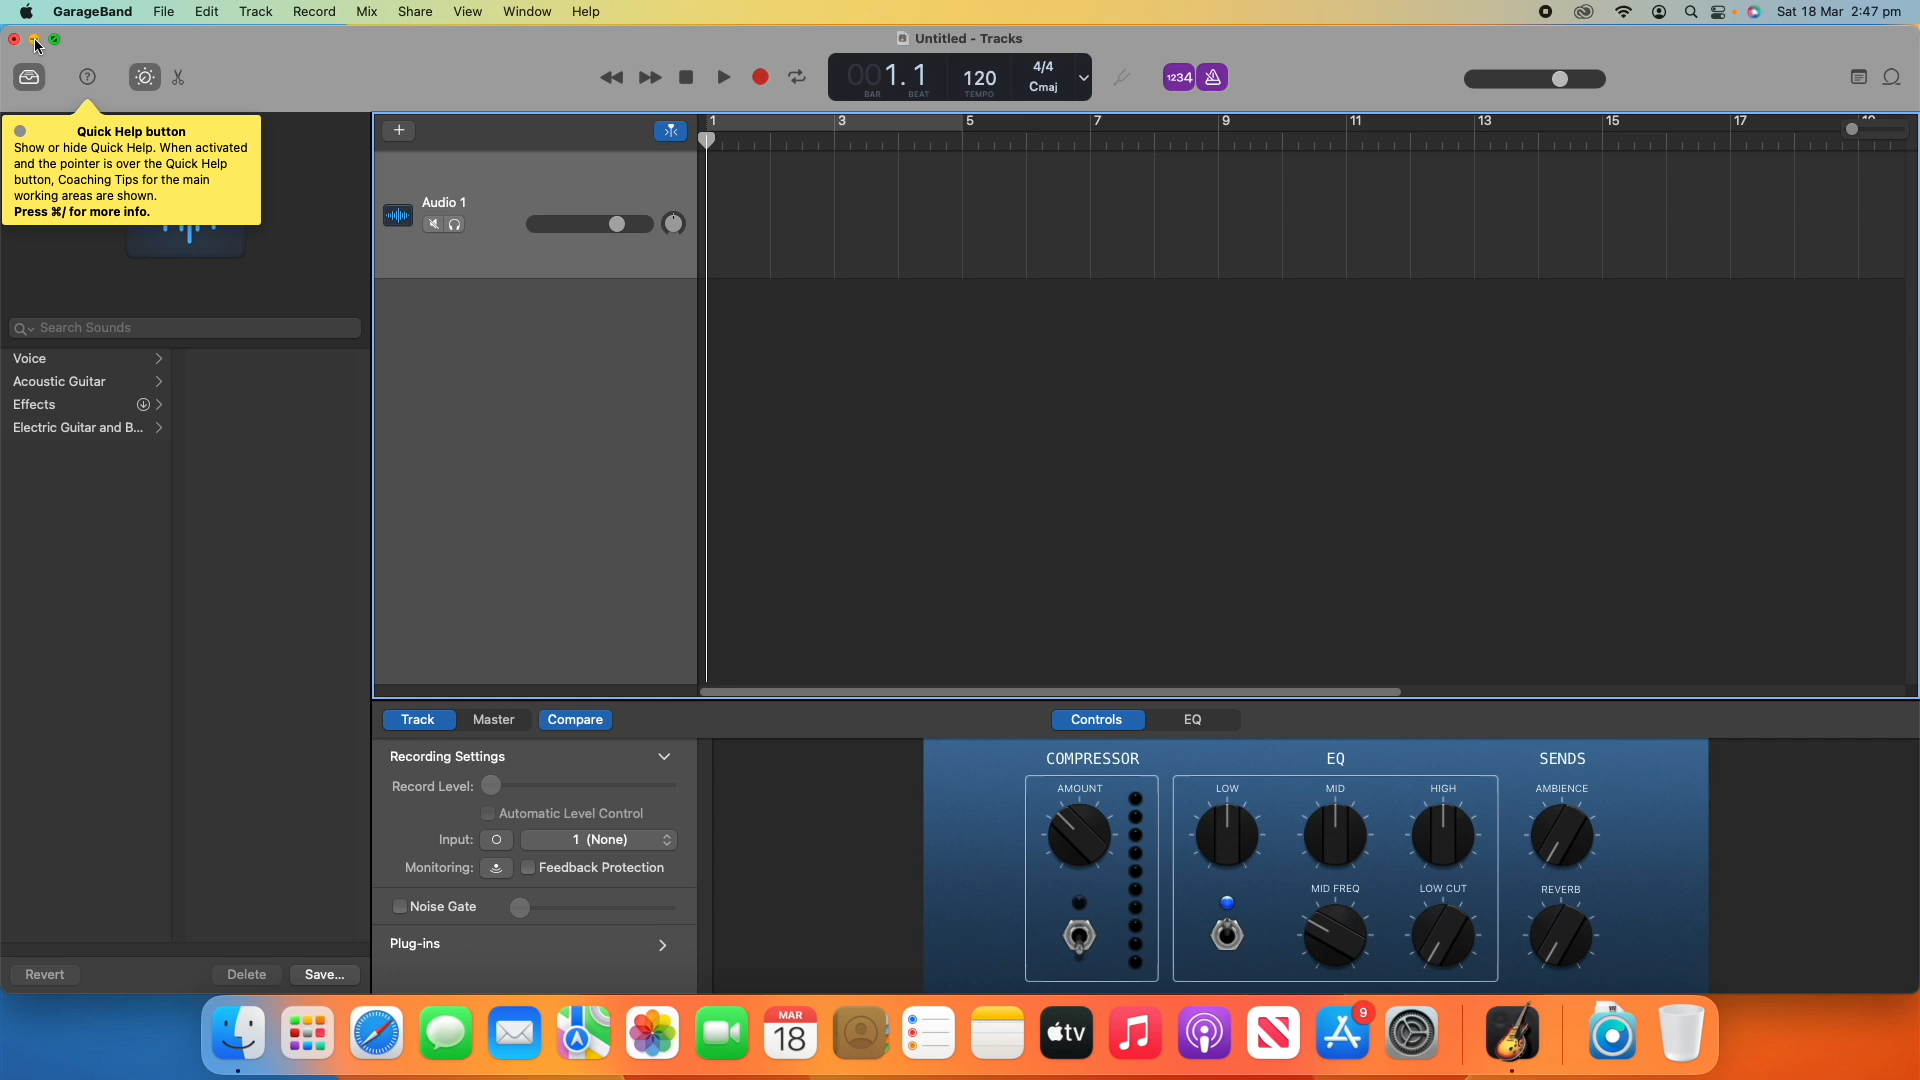 GarageBand File Edit Track Record Mix Share View Window Help Sat 18 Mar 2:47 pm
Untitled - Tracks
001.1 120 4/4 Cmaj
BAR BEAT TEMPO
1234
Quick Help button
Show or hide Quick Help. When activated
and the pointer is over the Quick Help
button, Coaching Tips for the main
working areas are shown.
Press ⌘/ for more info.
1 3 5 7 9 11 13 15 17
Audio 1
Search Sounds
Voice
Acoustic Guitar
Effects
Electric Guitar and B...
Revert Delete Save...
Track Master Compare Controls EQ
Recording Settings
Record Level:
Automatic Level Control
Input: 1 (None)
Monitoring: Feedback Protection
Noise Gate
Plug-ins
COMPRESSOR EQ SENDS
AMOUNT LOW MID HIGH AMBIENCE
MID FREQ LOW CUT REVERB
MAR
18
tv
9